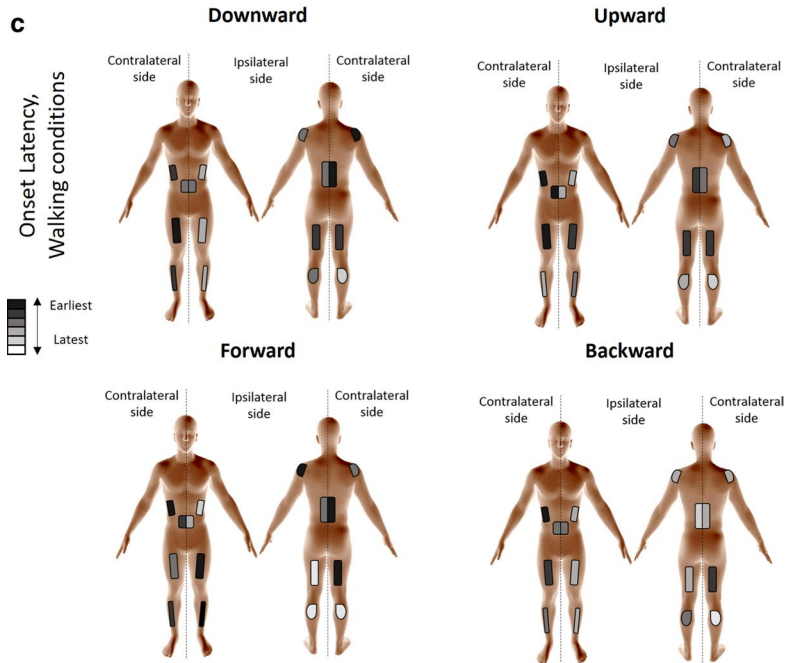 c
Downward
Upward
Onset Latency,
Walking conditions
Contralateral
side
Ipsilateral
side
Contralateral
side
Contralateral
side
Ipsilateral
side
Contralateral
side
Earliest
Latest
Forward
Backward
Contralateral
side
Ipsilateral
side
Contralateral
side
Contralateral
side
Ipsilateral
side
Contralateral
side